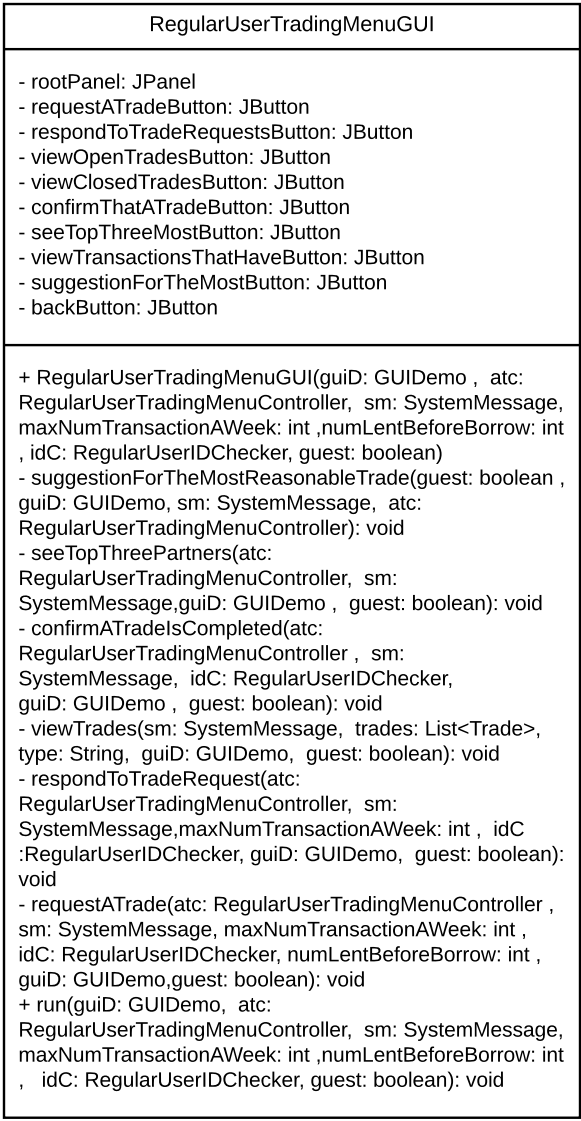 RegularUserTradingMenuGUI
- rootPanel: JPanel
- requestATradeButton: JButton
- respondToTradeRequestsButton: JButton
- viewOpenTradesButton: JButton
- viewClosedTradesButton: JButton
- confirmThatATradeButton: JButton
- seeTopThreeMostButton: JButton
- viewTransactionsThatHaveButton: JButton
- suggestionForTheMostButton: JButton
- backButton: JButton
+ RegularUserTradingMenuGUI(guiD: GUIDemo ,  atc:
RegularUserTradingMenuController,  sm: SystemMessage,
maxNumTransactionAWeek: int ,numLentBeforeBorrow: int
, idC: RegularUserIDChecker, guest: boolean)
- suggestionForTheMostReasonableTrade(guest: boolean ,
guiD: GUIDemo, sm: SystemMessage,  atc:
RegularUserTradingMenuController): void
- seeTopThreePartners(atc:
RegularUserTradingMenuController,  sm:
SystemMessage,guiD: GUIDemo ,  guest: boolean): void
- confirmATradeIsCompleted(atc:
RegularUserTradingMenuController ,  sm:
SystemMessage,  idC: RegularUserIDChecker,
guiD: GUIDemo ,  guest: boolean): void
- viewTrades(sm: SystemMessage,  trades: List<Trade>,
type: String,  guiD: GUIDemo,  guest: boolean): void
- respondToTradeRequest(atc:
RegularUserTradingMenuController,  sm:
SystemMessage,maxNumTransactionAWeek: int ,  idC
:RegularUserIDChecker, guiD: GUIDemo,  guest: boolean):
void
- requestATrade(atc: RegularUserTradingMenuController ,
sm: SystemMessage, maxNumTransactionAWeek: int ,
idC: RegularUserIDChecker, numLentBeforeBorrow: int ,
guiD: GUIDemo,guest: boolean): void
+ run(guiD: GUIDemo,  atc:
RegularUserTradingMenuController,  sm: SystemMessage,
maxNumTransactionAWeek: int ,numLentBeforeBorrow: int
,   idC: RegularUserIDChecker, guest: boolean): void